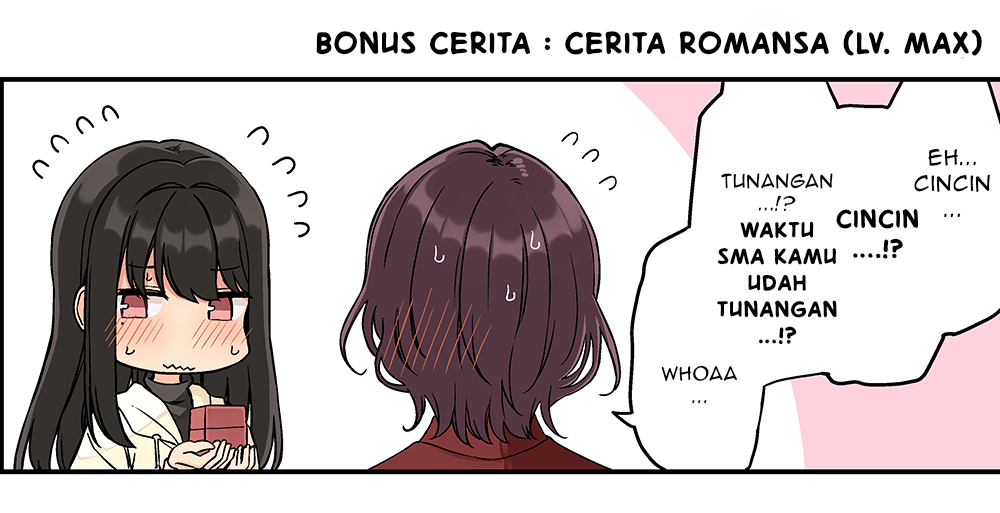 BONUS CERITA : CERITA ROMANSA (LV. MAX)
EH...
CINCIN
...
CINCIN
....!?
TUNANGAN
...!?
WAKTU
SMA KAMU
UDAH
TUNANGAN
...!?
WHOAA
...